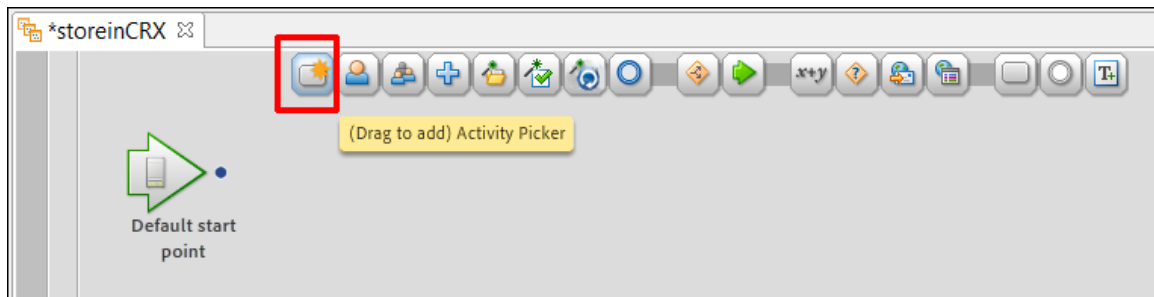 *storeinCRX
x+y
T+
(Drag to add) Activity Picker
Default start
point